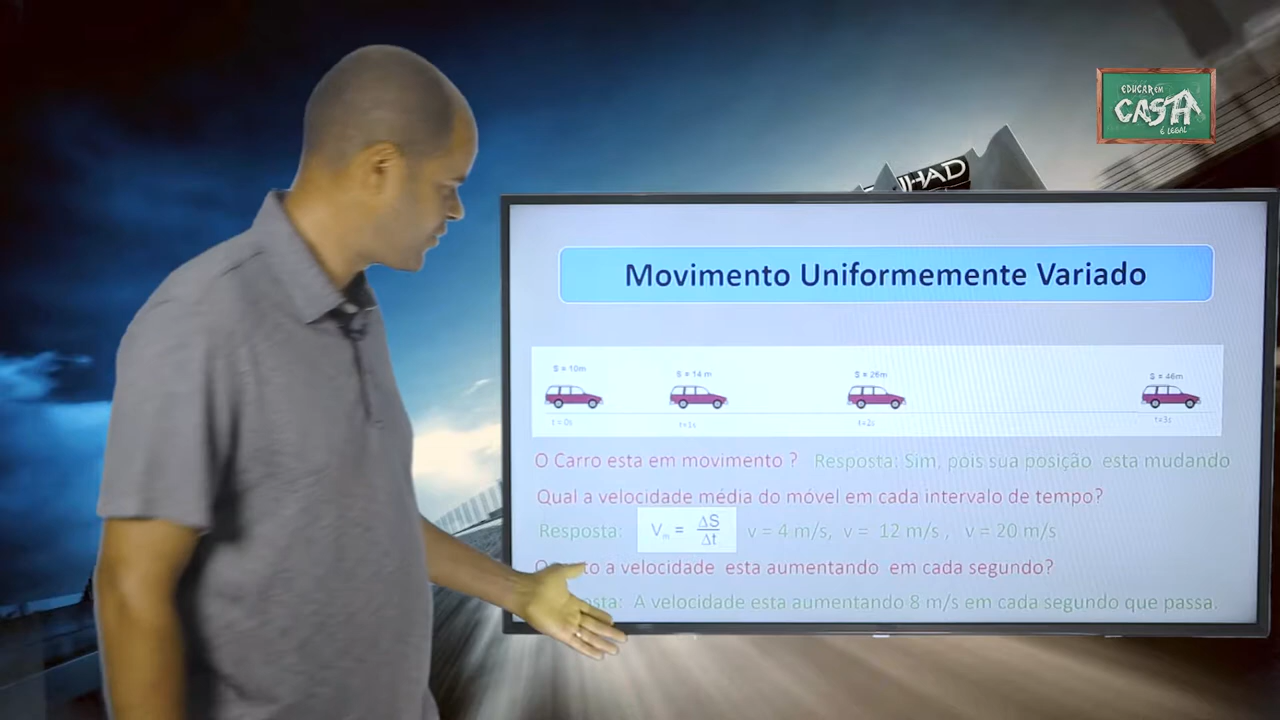 EDUCAR EM
CASA
É LEGAL
IHAD
Movimento Uniformemente Variado
S = 10m
S = 14 m
S = 26m
S = 46m
t = 0s
t=1s
t=2s
t=3s
O Carro esta em movimento ? Resposta: Sim, pois sua posição esta mudando
Qual a velocidade média do móvel em cada intervalo de tempo?
Resposta: Vm = ΔS/Δt v = 4 m/s, v = 12 m/s , v = 20 m/s
to a velocidade esta aumentando em cada segundo?
sta: A velocidade esta aumentando 8 m/s em cada segundo que passa.